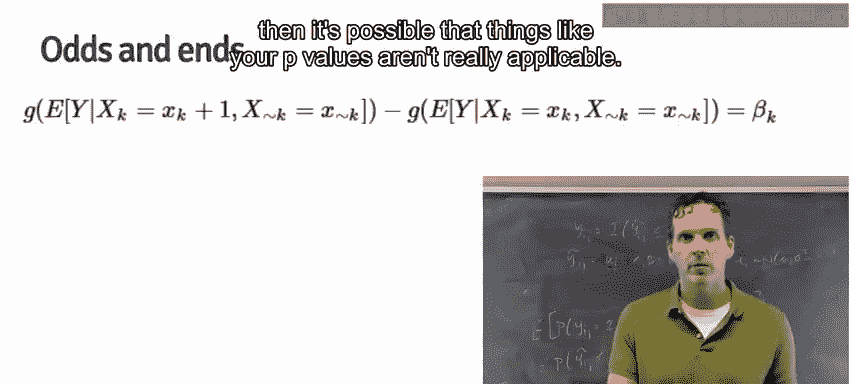 then it's possible that things like
Odds and ends
your p values aren't really applicable.
g(E[Y|X_k = x_k + 1, X_{∼k} = x_{∼k}]) − g(E[Y|X_k = x_k, X_{∼k} = x_{∼k}]) = β_k